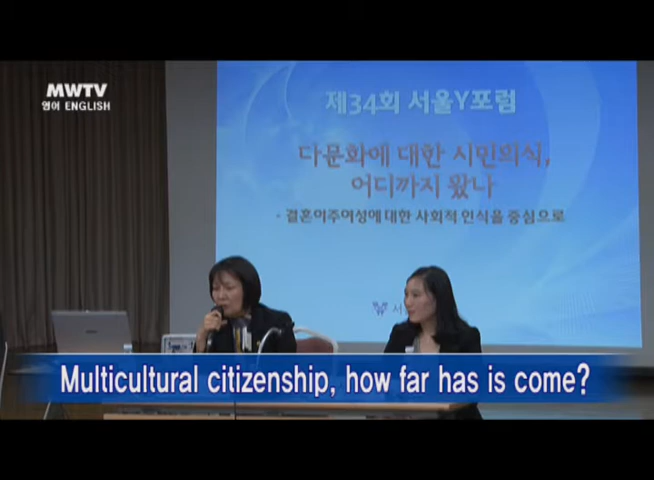 MWTV
영어 ENGLISH
제34회 서울Y포럼
다문화에 대한 시민의식,
어디까지 왔나
- 결혼이주여성에 대한 사회적 인식을 중심으로
서
Multicultural citizenship, how far has is come?